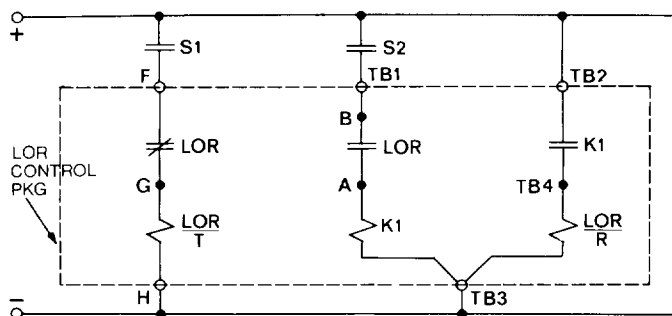 +
S1
S2
F
TB1
TB2
B
LOR
LOR
K1
LOR
CONTROL
PKG
G
A
TB4
LOR
T
K1
LOR
R
H
TB3
−